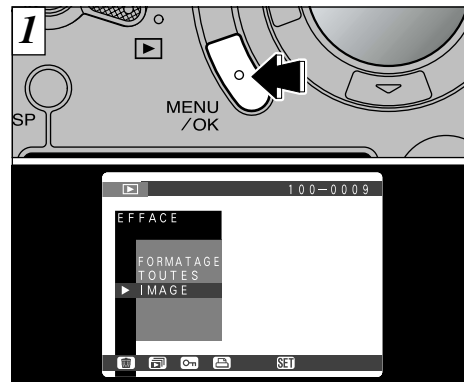 1
SP
MENU
/OK
100-0009
EFFACE
FORMATAGE
TOUTES
IMAGE
SET